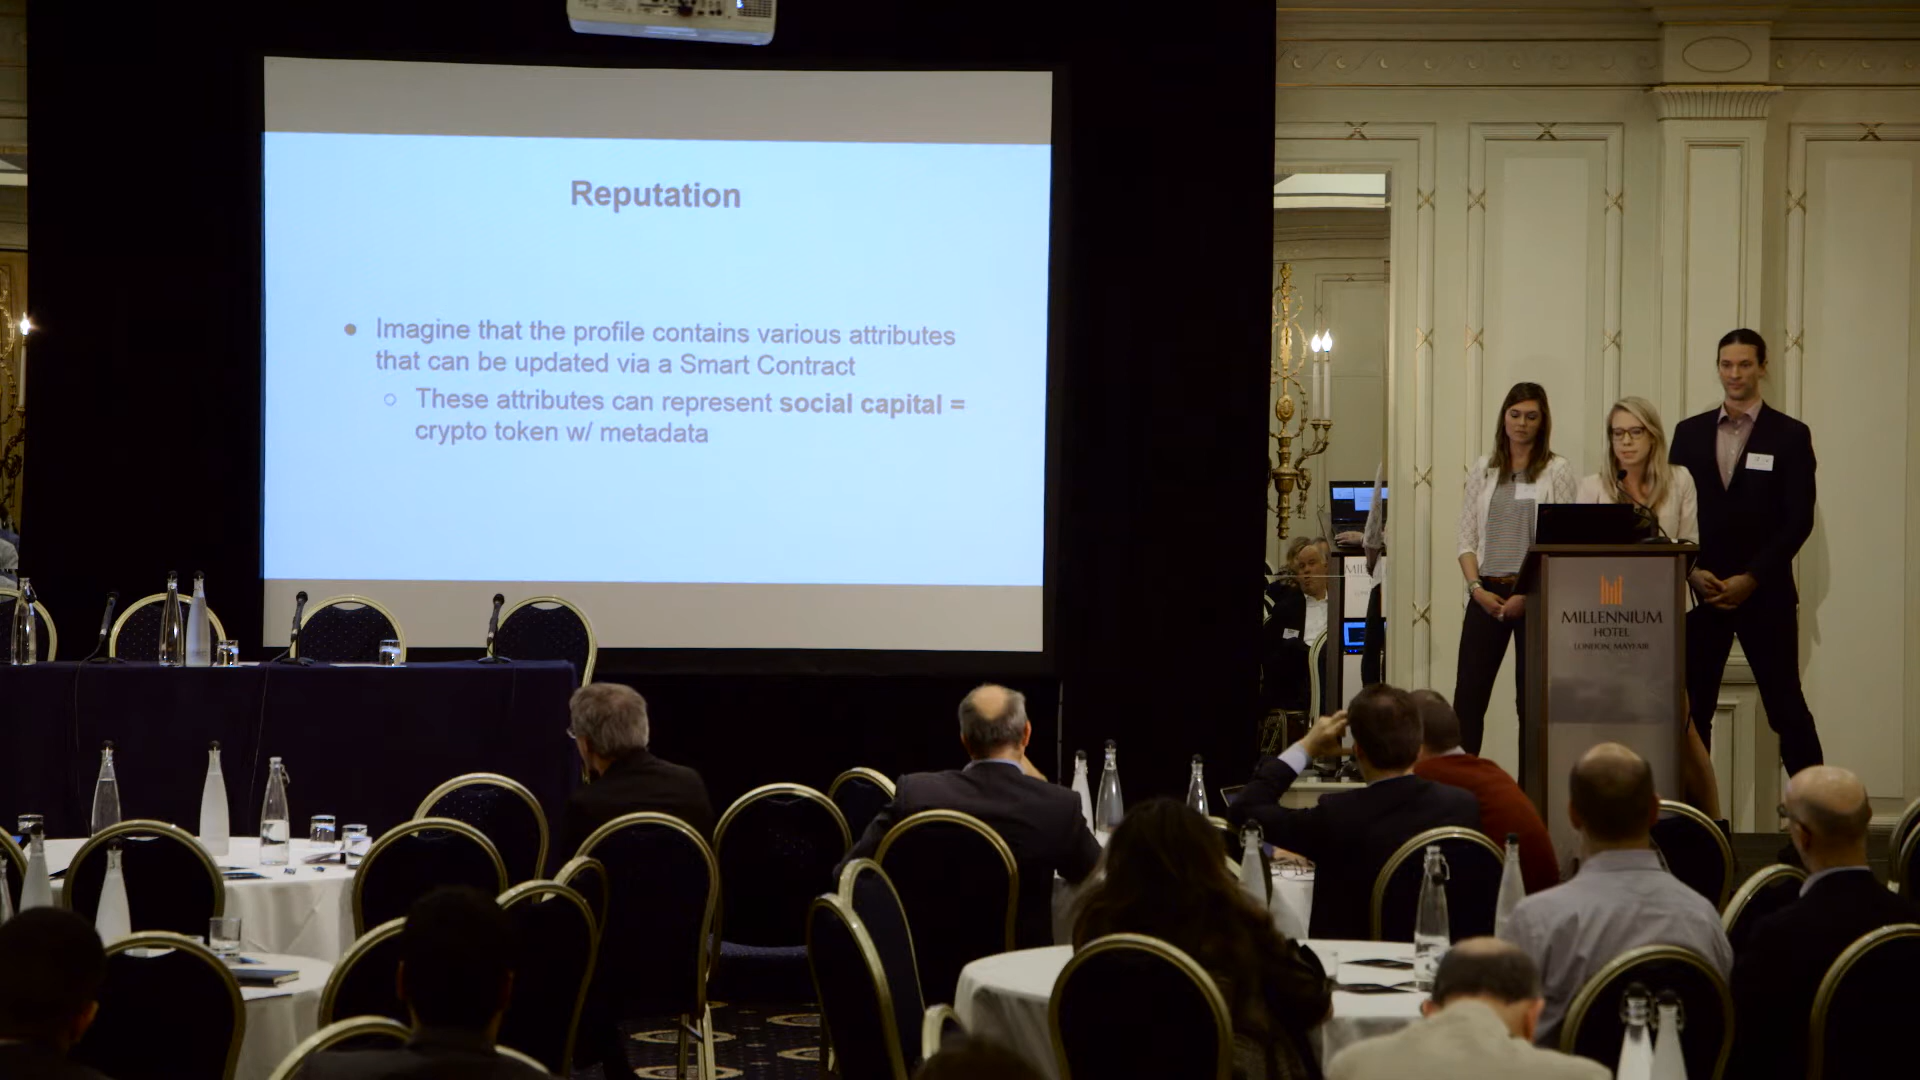 Reputation
● Imagine that the profile contains various attributes
that can be updated via a Smart Contract
○ These attributes can represent social capital =
crypto token w/ metadata
MILLENNIUM
HOTEL
LONDON, MAYFAIR
MIL